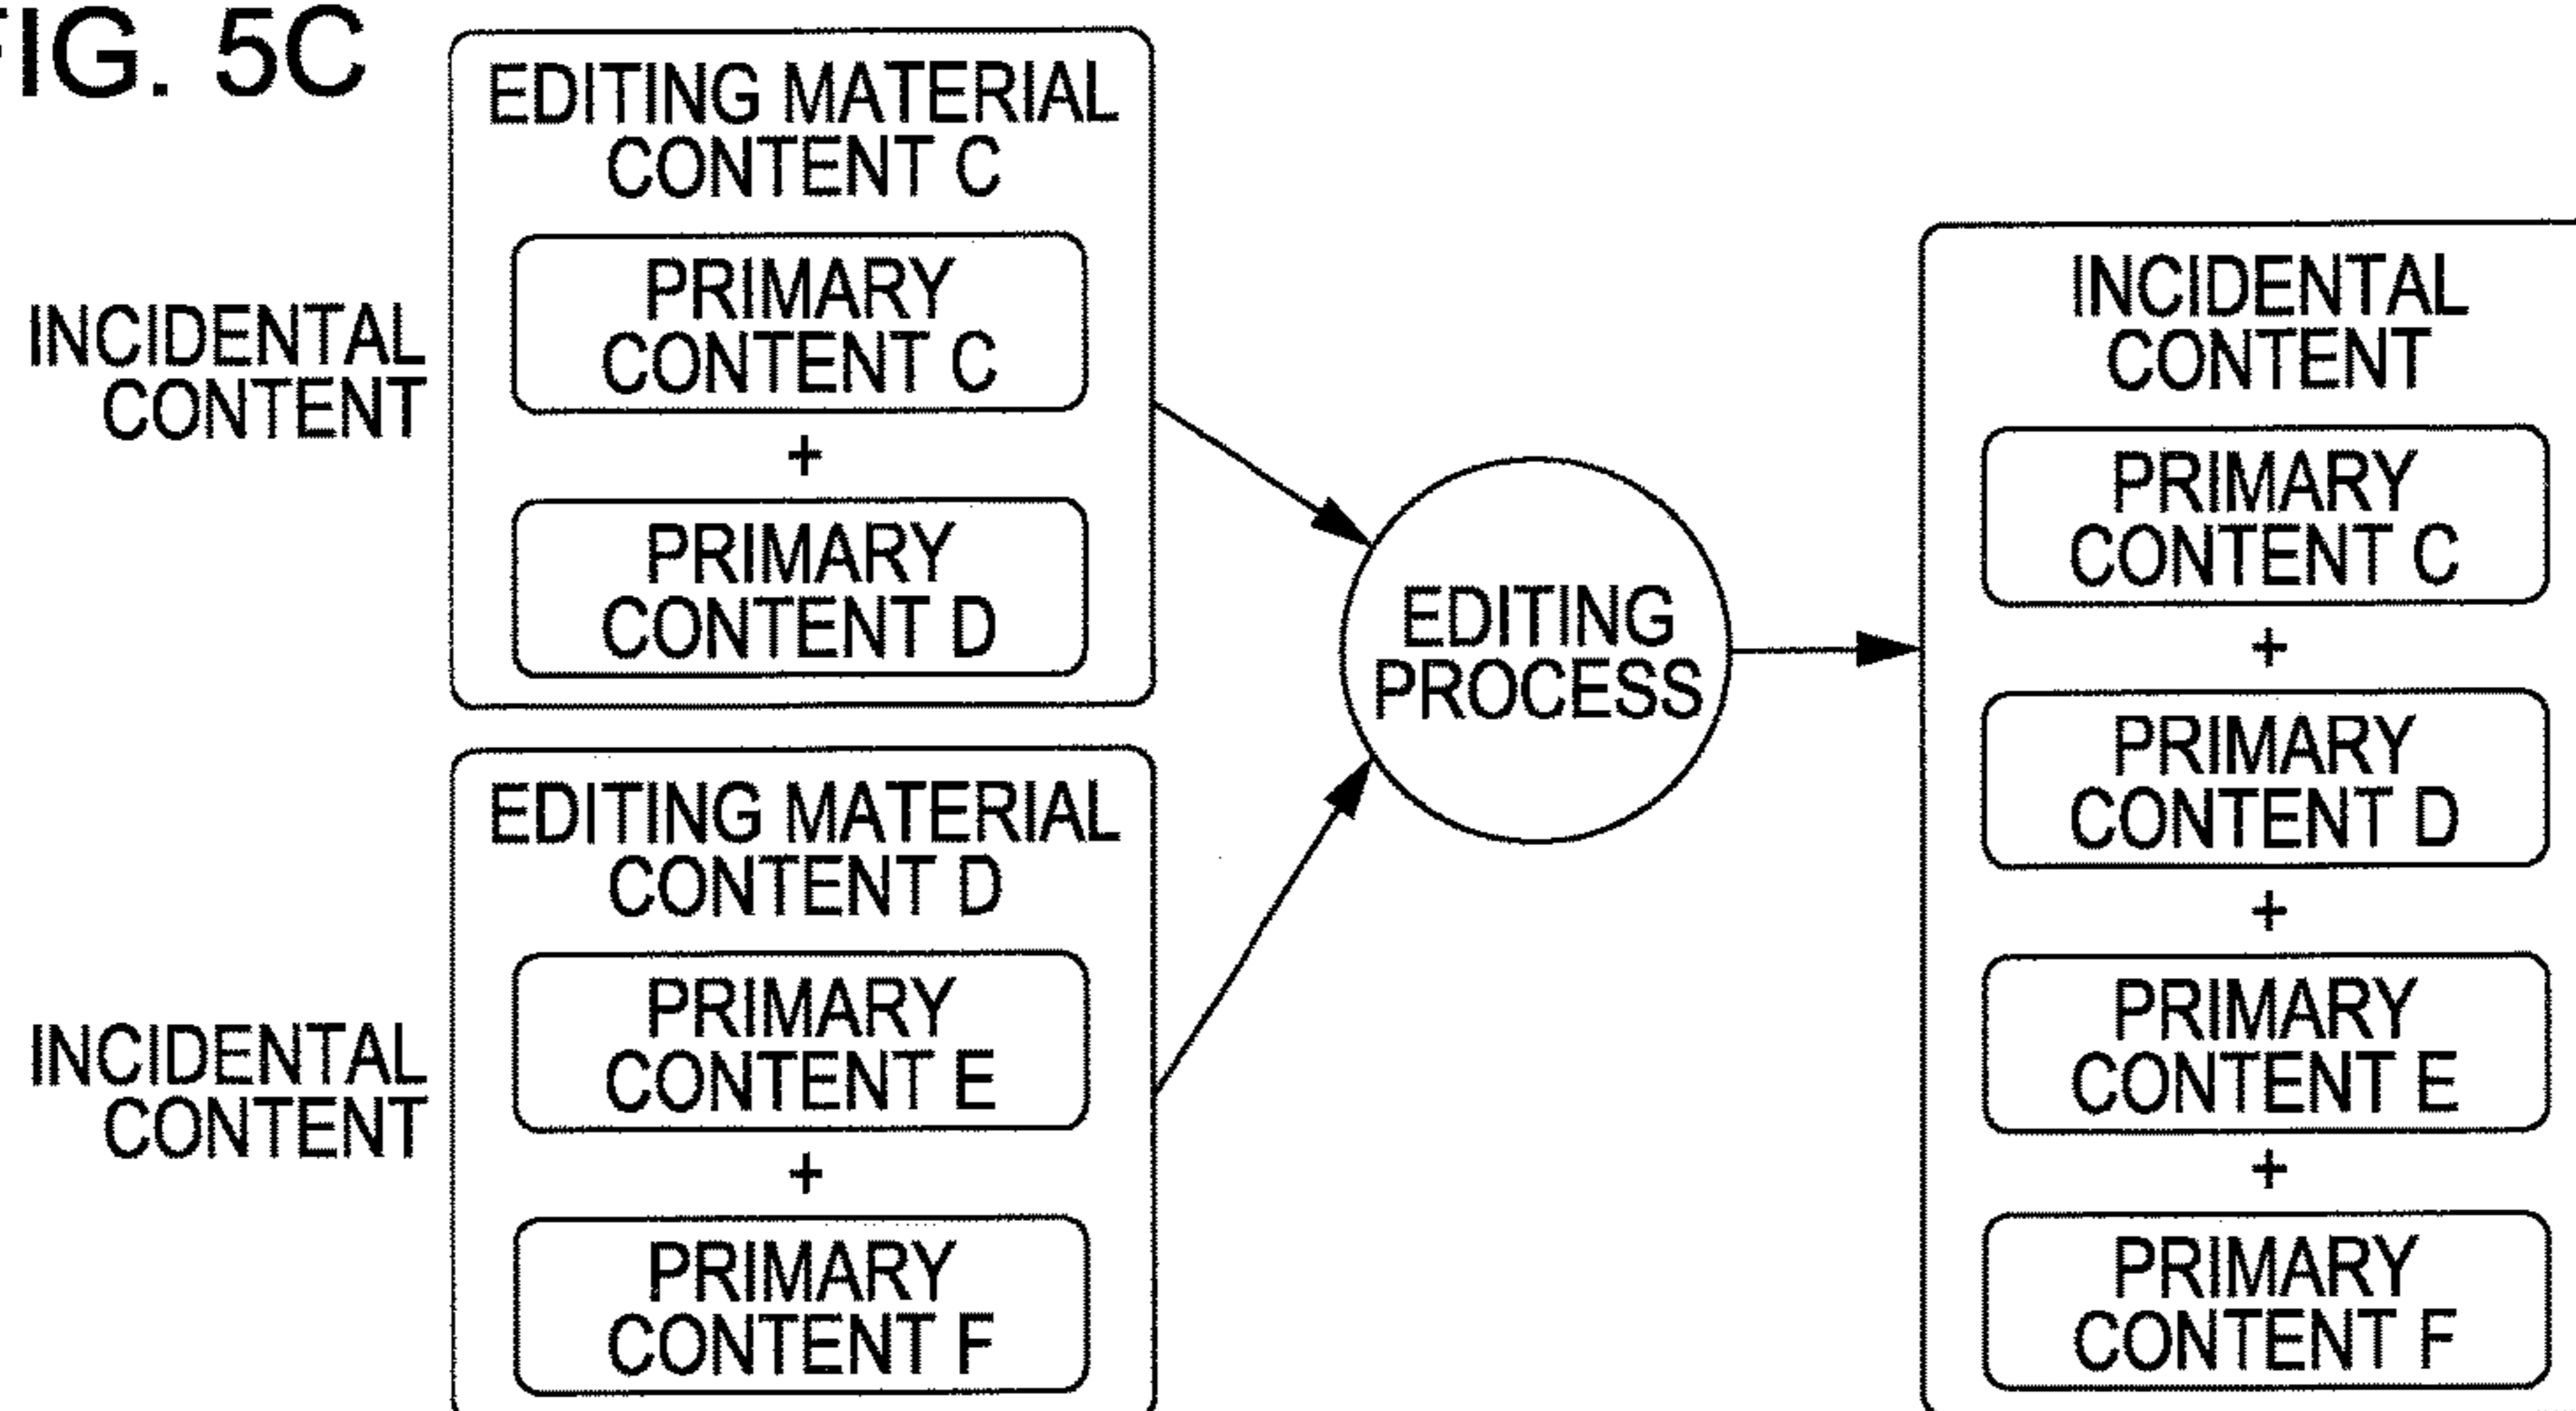 FIG. 5C
INCIDENTAL
CONTENT
EDITING MATERIAL
CONTENT C
PRIMARY
CONTENT C
+
PRIMARY
CONTENT D
INCIDENTAL
CONTENT
EDITING MATERIAL
CONTENT D
PRIMARY
CONTENT E
+
PRIMARY
CONTENT F
EDITING
PROCESS
INCIDENTAL
CONTENT
PRIMARY
CONTENT C
+
PRIMARY
CONTENT D
+
PRIMARY
CONTENT E
+
PRIMARY
CONTENT F